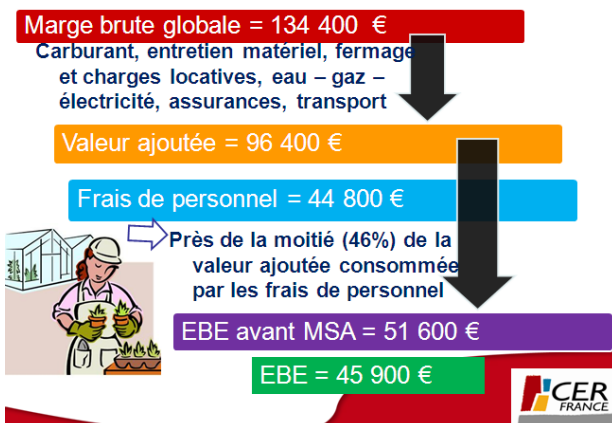 Marge brute globale = 134 400 €
Carburant, entretien matériel, fermage
et charges locatives, eau – gaz –
électricité, assurances, transport
Valeur ajoutée = 96 400 €
Frais de personnel = 44 800 €
Près de la moitié (46%) de la
valeur ajoutée consommée
par les frais de personnel
EBE avant MSA = 51 600 €
EBE = 45 900 €
CER
FRANCE